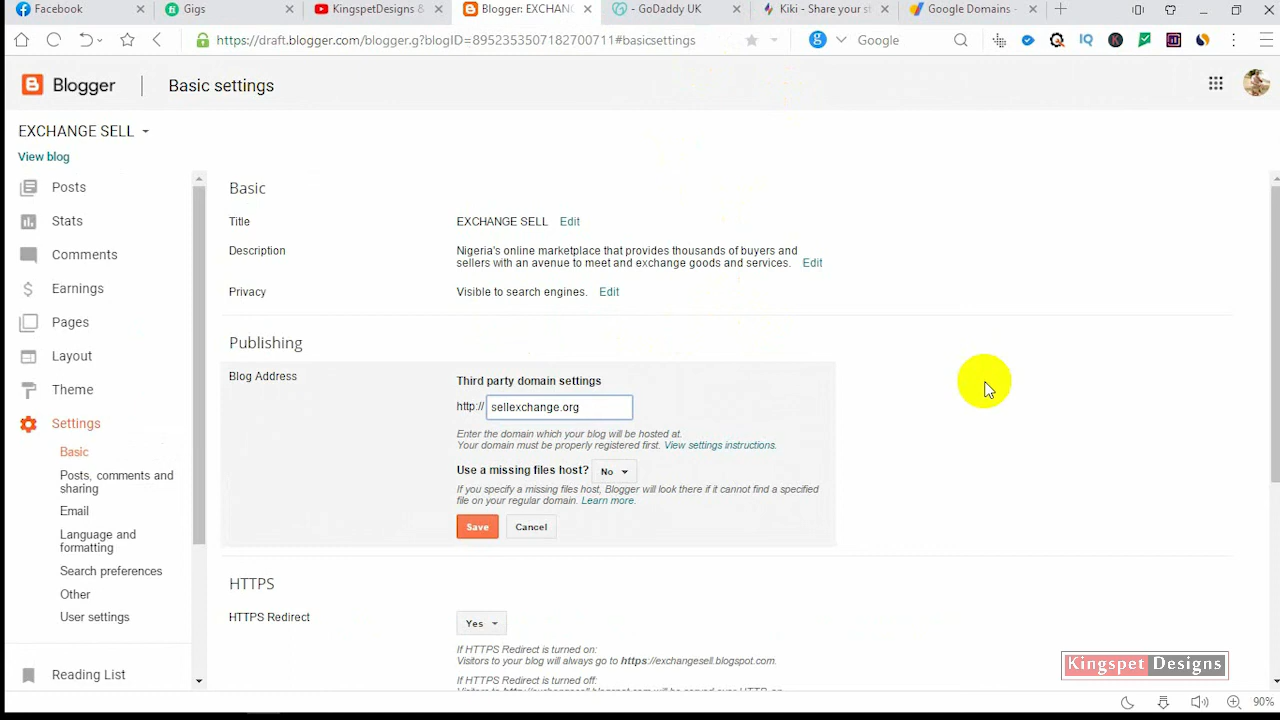 Facebook
Gigs
KingspetDesigns &
Blogger: EXCHAN
- GoDaddy UK
Kiki - Share your st
Google Domains -
https://draft.blogger.com/blogger.g?blogID=8952353507182700711#basicsettings
Google
Blogger
Basic settings
EXCHANGE SELL
View blog
Posts
Stats
Comments
Earnings
Pages
Layout
Theme
Settings
Basic
Posts, comments and
sharing
Email
Language and
formatting
Search preferences
Other
User settings
Reading List
Basic
Title
EXCHANGE SELL Edit
Description
Nigeria's online marketplace that provides thousands of buyers and
sellers with an avenue to meet and exchange goods and services. Edit
Privacy
Visible to search engines. Edit
Publishing
Blog Address
Third party domain settings
http:// sellexchange.org
Enter the domain which your blog will be hosted at.
Your domain must be properly registered first. View settings instructions.
Use a missing files host? No
If you specify a missing files host, Blogger will look there if it cannot find a specified
file on your regular domain. Learn more.
Save Cancel
HTTPS
HTTPS Redirect
Yes
If HTTPS Redirect is turned on:
Visitors to your blog will always go to https://exchangesell.blogspot.com.
If HTTPS Redirect is turned off:
Kingspet Designs
90%